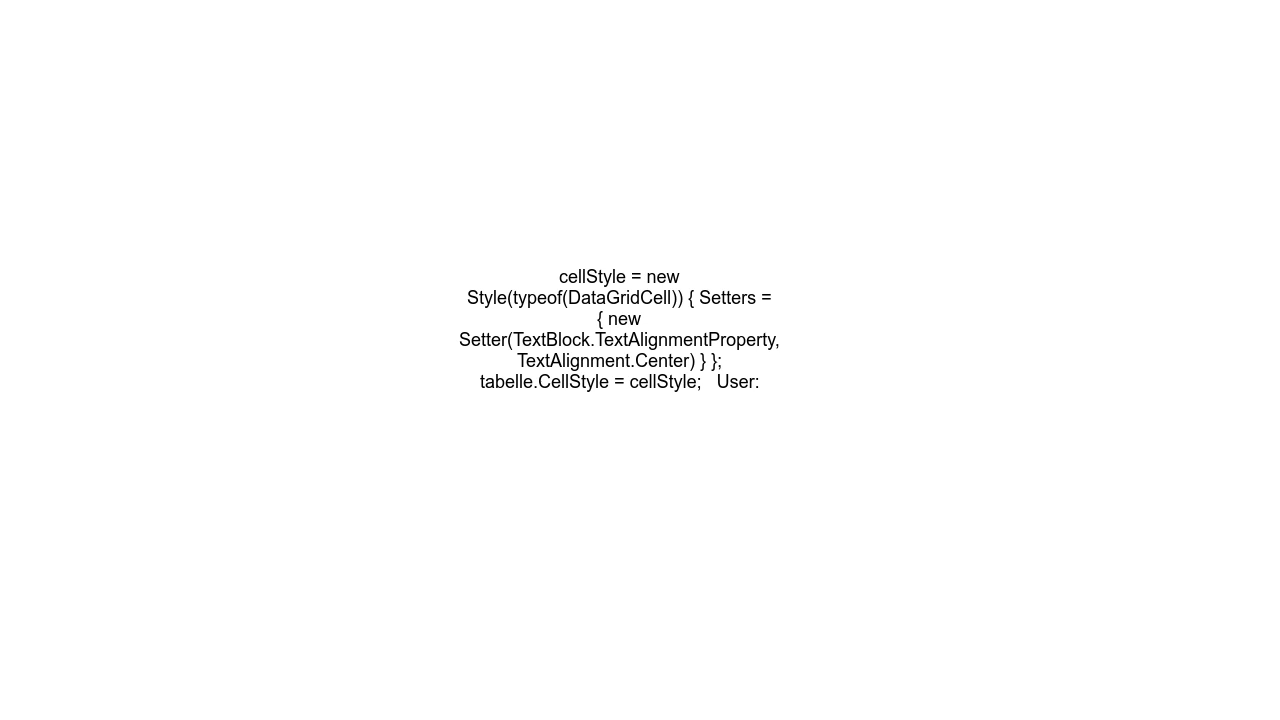 cellStyle = new
Style(typeof(DataGridCell)) { Setters =
{ new
Setter(TextBlock.TextAlignmentProperty,
TextAlignment.Center) } };
tabelle.CellStyle = cellStyle;   User: